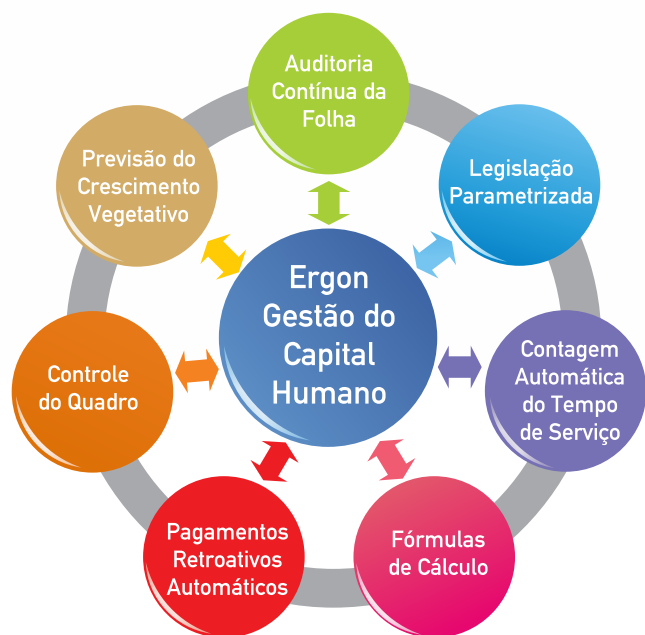 Auditoria
Contínua da
Folha
Legislação
Parametrizada
Contagem
Automática
do Tempo
de Serviço
Fórmulas
de Cálculo
Pagamentos
Retroativos
Automáticos
Controle
do Quadro
Previsão do
Crescimento
Vegetativo
Ergon
Gestão do
Capital
Humano